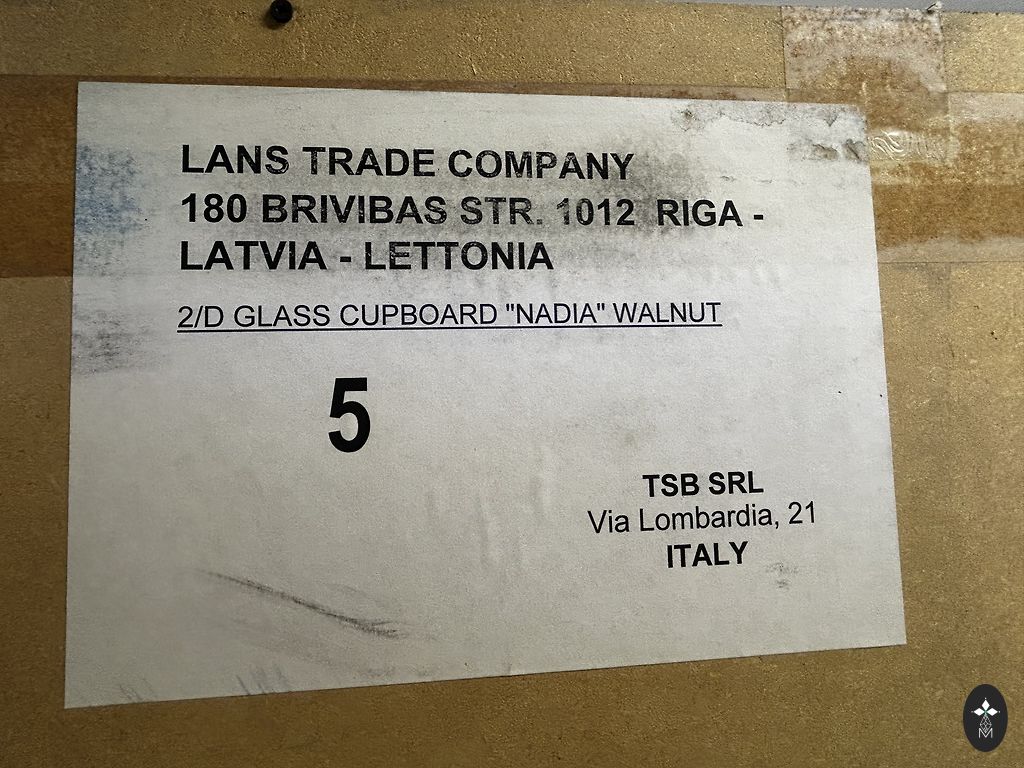 LANS TRADE COMPANY
180 BRIVIBAS STR. 1012 RIGA -
LATVIA - LETTONIA
2/D GLASS CUPBOARD "NADIA" WALNUT
5
TSB SRL
Via Lombardia, 21
ITALY
M